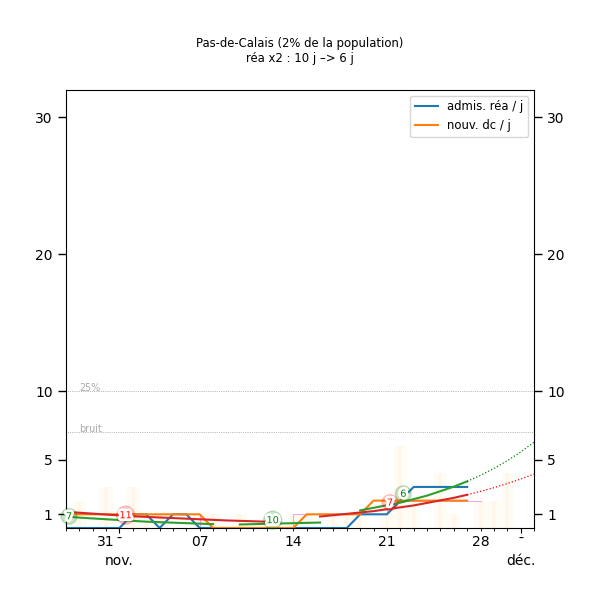 Pas-de-Calais (2% de la population)
réa x2 : 10 j –> 6 j
admis. réa / j
nouv. dc / j
30 30
20 20
10 10
5 5
1 1
25%
bruit
-7 -11 10 -7 6
31 - 07 14 21 28 -
nov. déc.